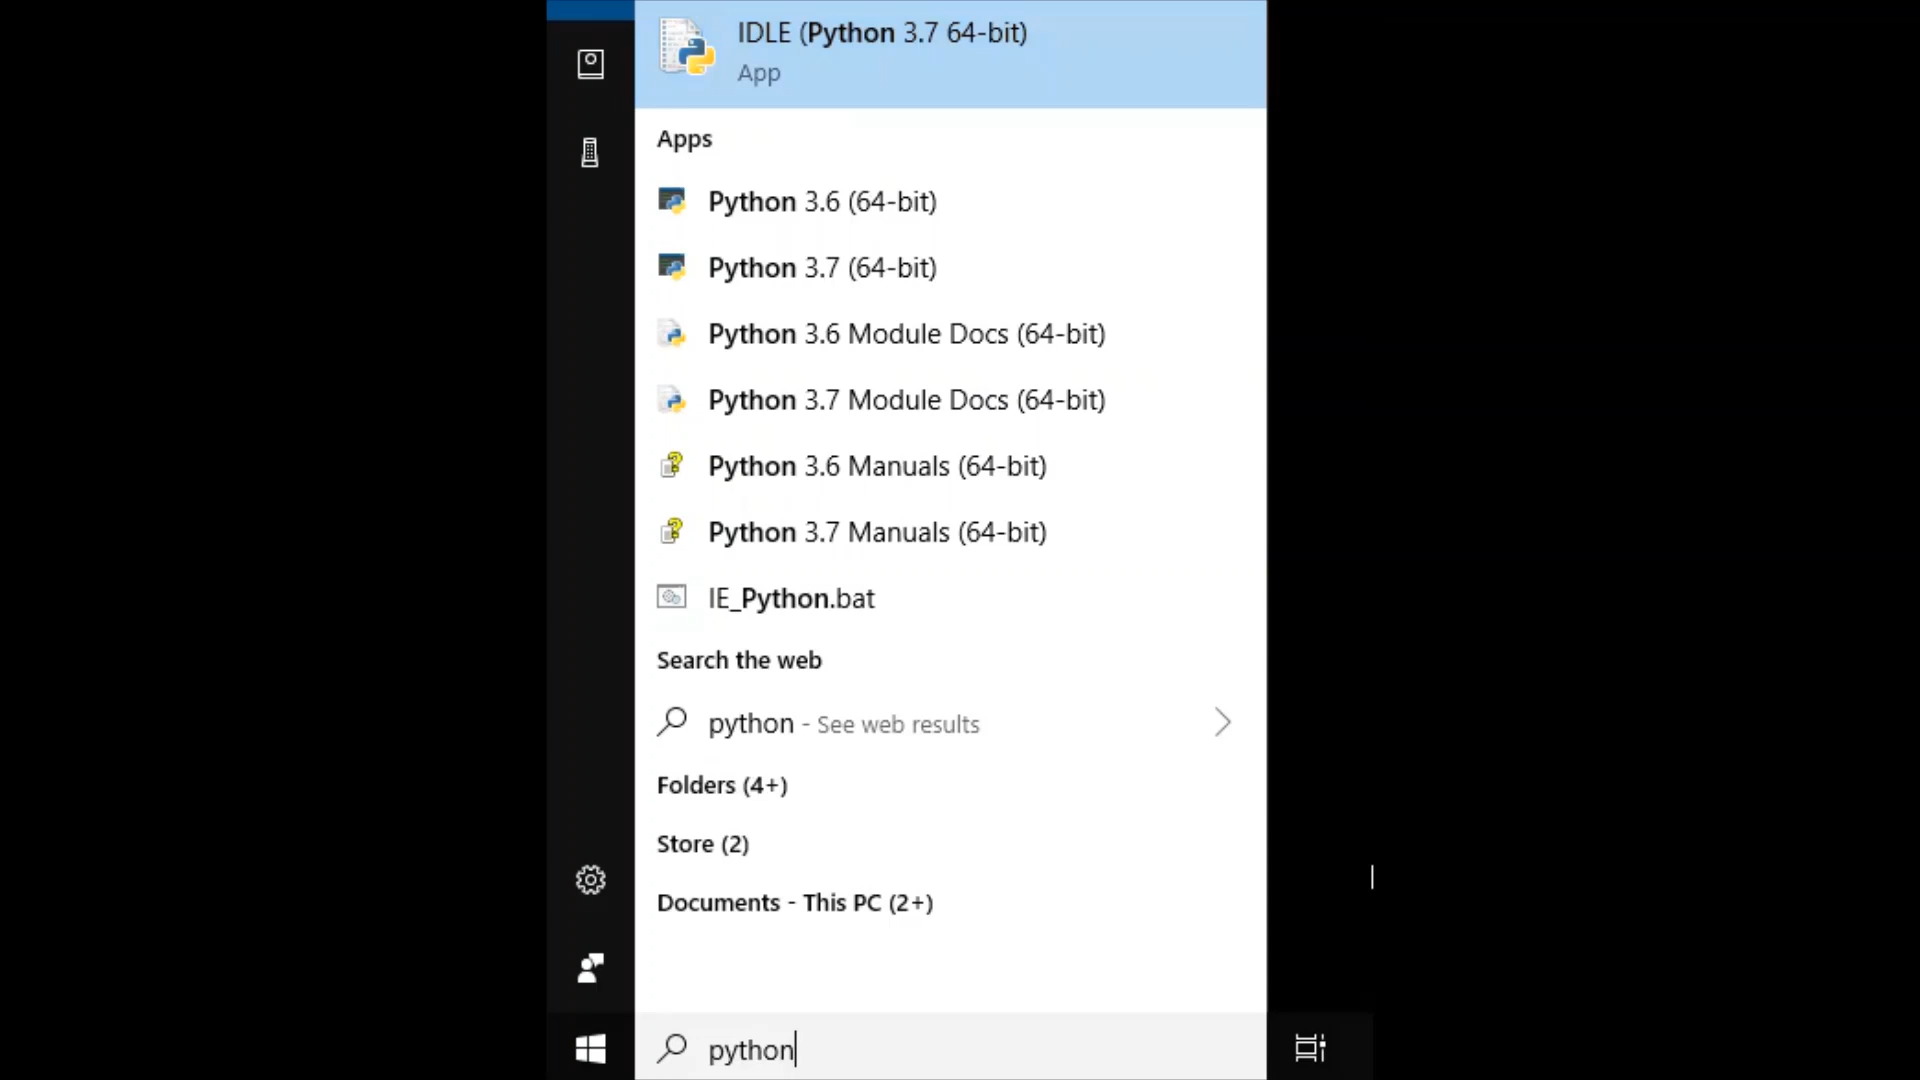 IDLE (Python 3.7 64-bit)
App
Apps
Python 3.6 (64-bit)
Python 3.7 (64-bit)
Python 3.6 Module Docs (64-bit)
Python 3.7 Module Docs (64-bit)
Python 3.6 Manuals (64-bit)
Python 3.7 Manuals (64-bit)
IE_Python.bat
Search the web
python - See web results
Folders (4+)
Store (2)
Documents - This PC (2+)
python